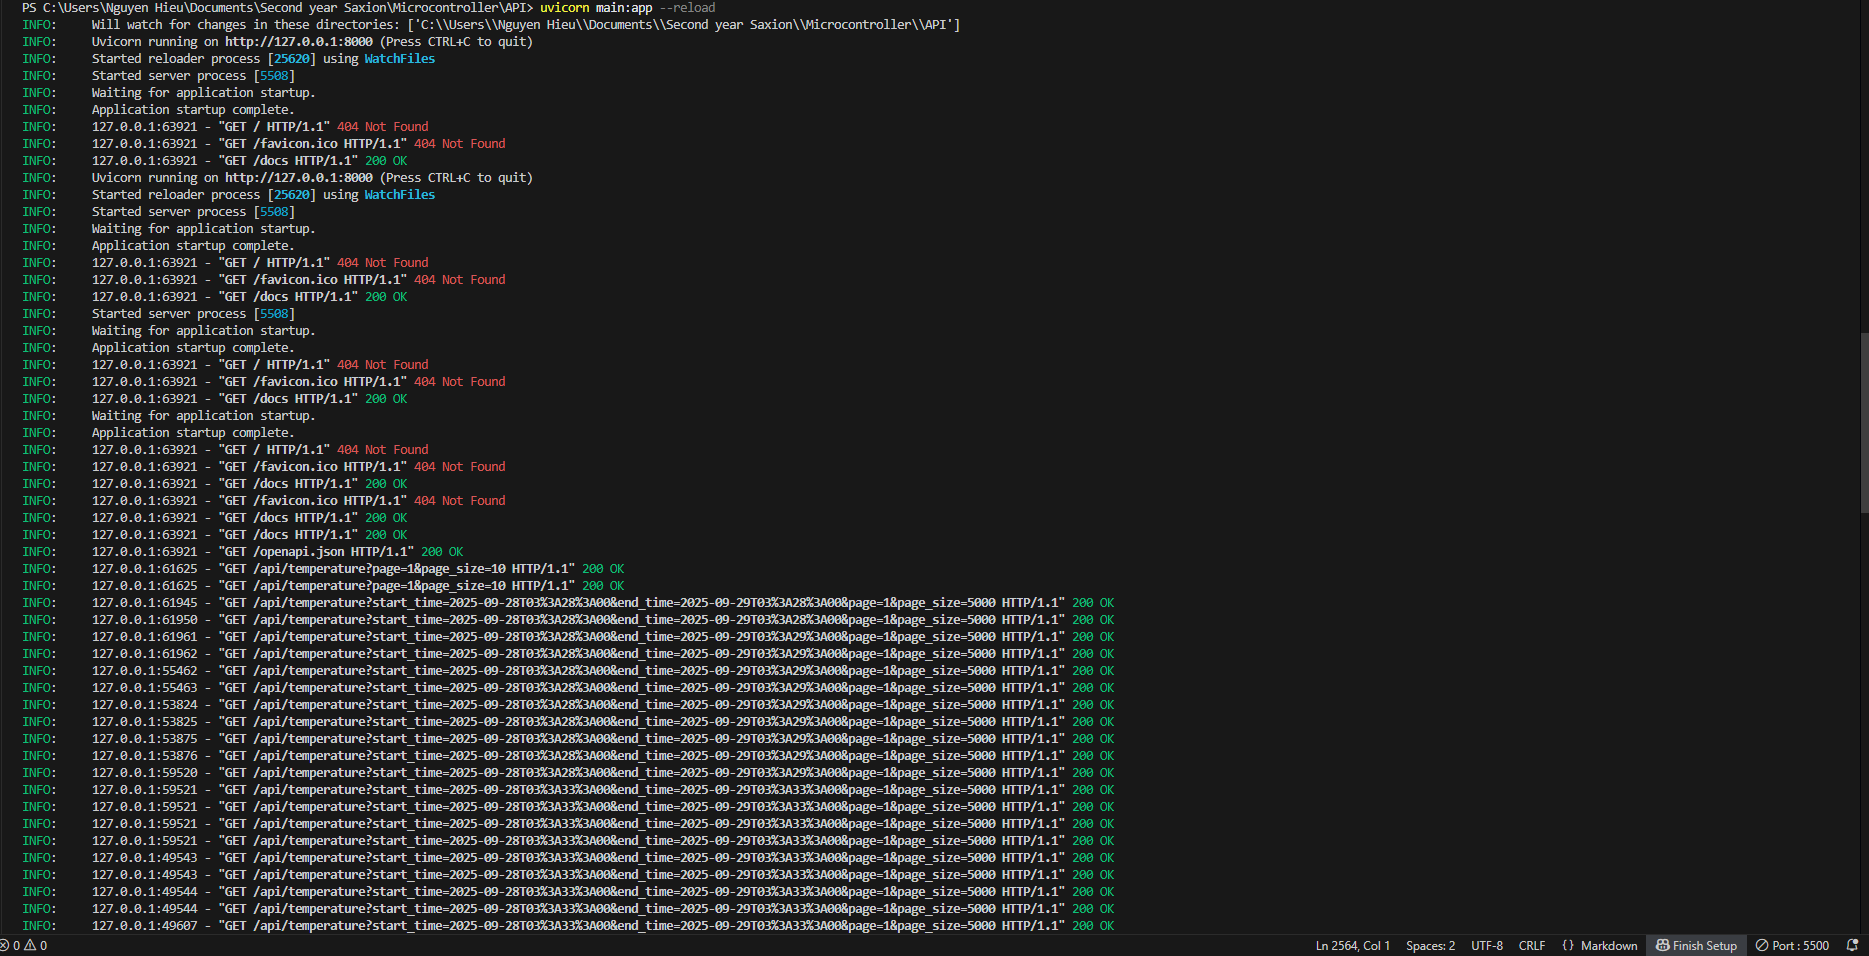 PS C:\Users\Nguyen Hieu\Documents\Second year Saxion\Microcontroller\API> uvicorn main:app --reload
INFO:     Will watch for changes in these directories: ['C:\\Users\\Nguyen Hieu\\Documents\\Second year Saxion\\Microcontroller\\API']
INFO:     Uvicorn running on http://127.0.0.1:8000 (Press CTRL+C to quit)
INFO:     Started reloader process [25620] using WatchFiles
INFO:     Started server process [5508]
INFO:     Waiting for application startup.
INFO:     Application startup complete.
INFO:     127.0.0.1:63921 - "GET / HTTP/1.1" 404 Not Found
INFO:     127.0.0.1:63921 - "GET /favicon.ico HTTP/1.1" 404 Not Found
INFO:     127.0.0.1:63921 - "GET /docs HTTP/1.1" 200 OK
INFO:     Uvicorn running on http://127.0.0.1:8000 (Press CTRL+C to quit)
INFO:     Started reloader process [25620] using WatchFiles
INFO:     Started server process [5508]
INFO:     Waiting for application startup.
INFO:     Application startup complete.
INFO:     127.0.0.1:63921 - "GET / HTTP/1.1" 404 Not Found
INFO:     127.0.0.1:63921 - "GET /favicon.ico HTTP/1.1" 404 Not Found
INFO:     127.0.0.1:63921 - "GET /docs HTTP/1.1" 200 OK
INFO:     Started server process [5508]
INFO:     Waiting for application startup.
INFO:     Application startup complete.
INFO:     127.0.0.1:63921 - "GET / HTTP/1.1" 404 Not Found
INFO:     127.0.0.1:63921 - "GET /favicon.ico HTTP/1.1" 404 Not Found
INFO:     127.0.0.1:63921 - "GET /docs HTTP/1.1" 200 OK
INFO:     Waiting for application startup.
INFO:     Application startup complete.
INFO:     127.0.0.1:63921 - "GET / HTTP/1.1" 404 Not Found
INFO:     127.0.0.1:63921 - "GET /favicon.ico HTTP/1.1" 404 Not Found
INFO:     127.0.0.1:63921 - "GET /docs HTTP/1.1" 200 OK
INFO:     127.0.0.1:63921 - "GET /favicon.ico HTTP/1.1" 404 Not Found
INFO:     127.0.0.1:63921 - "GET /docs HTTP/1.1" 200 OK
INFO:     127.0.0.1:63921 - "GET /docs HTTP/1.1" 200 OK
INFO:     127.0.0.1:63921 - "GET /openapi.json HTTP/1.1" 200 OK
INFO:     127.0.0.1:61625 - "GET /api/temperature?page=1&page_size=10 HTTP/1.1" 200 OK
INFO:     127.0.0.1:61625 - "GET /api/temperature?page=1&page_size=10 HTTP/1.1" 200 OK
INFO:     127.0.0.1:61945 - "GET /api/temperature?start_time=2025-09-28T03%3A28%3A00&end_time=2025-09-29T03%3A28%3A00&page=1&page_size=5000 HTTP/1.1" 200 OK
INFO:     127.0.0.1:61950 - "GET /api/temperature?start_time=2025-09-28T03%3A28%3A00&end_time=2025-09-29T03%3A28%3A00&page=1&page_size=5000 HTTP/1.1" 200 OK
INFO:     127.0.0.1:61961 - "GET /api/temperature?start_time=2025-09-28T03%3A28%3A00&end_time=2025-09-29T03%3A29%3A00&page=1&page_size=5000 HTTP/1.1" 200 OK
INFO:     127.0.0.1:61962 - "GET /api/temperature?start_time=2025-09-28T03%3A28%3A00&end_time=2025-09-29T03%3A29%3A00&page=1&page_size=5000 HTTP/1.1" 200 OK
INFO:     127.0.0.1:55462 - "GET /api/temperature?start_time=2025-09-28T03%3A28%3A00&end_time=2025-09-29T03%3A29%3A00&page=1&page_size=5000 HTTP/1.1" 200 OK
INFO:     127.0.0.1:55463 - "GET /api/temperature?start_time=2025-09-28T03%3A28%3A00&end_time=2025-09-29T03%3A29%3A00&page=1&page_size=5000 HTTP/1.1" 200 OK
INFO:     127.0.0.1:53824 - "GET /api/temperature?start_time=2025-09-28T03%3A28%3A00&end_time=2025-09-29T03%3A29%3A00&page=1&page_size=5000 HTTP/1.1" 200 OK
INFO:     127.0.0.1:53825 - "GET /api/temperature?start_time=2025-09-28T03%3A28%3A00&end_time=2025-09-29T03%3A29%3A00&page=1&page_size=5000 HTTP/1.1" 200 OK
INFO:     127.0.0.1:53875 - "GET /api/temperature?start_time=2025-09-28T03%3A28%3A00&end_time=2025-09-29T03%3A29%3A00&page=1&page_size=5000 HTTP/1.1" 200 OK
INFO:     127.0.0.1:53876 - "GET /api/temperature?start_time=2025-09-28T03%3A28%3A00&end_time=2025-09-29T03%3A29%3A00&page=1&page_size=5000 HTTP/1.1" 200 OK
INFO:     127.0.0.1:59520 - "GET /api/temperature?start_time=2025-09-28T03%3A28%3A00&end_time=2025-09-29T03%3A29%3A00&page=1&page_size=5000 HTTP/1.1" 200 OK
INFO:     127.0.0.1:59521 - "GET /api/temperature?start_time=2025-09-28T03%3A33%3A00&end_time=2025-09-29T03%3A33%3A00&page=1&page_size=5000 HTTP/1.1" 200 OK
INFO:     127.0.0.1:59521 - "GET /api/temperature?start_time=2025-09-28T03%3A33%3A00&end_time=2025-09-29T03%3A33%3A00&page=1&page_size=5000 HTTP/1.1" 200 OK
INFO:     127.0.0.1:59521 - "GET /api/temperature?start_time=2025-09-28T03%3A33%3A00&end_time=2025-09-29T03%3A33%3A00&page=1&page_size=5000 HTTP/1.1" 200 OK
INFO:     127.0.0.1:59521 - "GET /api/temperature?start_time=2025-09-28T03%3A33%3A00&end_time=2025-09-29T03%3A33%3A00&page=1&page_size=5000 HTTP/1.1" 200 OK
INFO:     127.0.0.1:49543 - "GET /api/temperature?start_time=2025-09-28T03%3A33%3A00&end_time=2025-09-29T03%3A33%3A00&page=1&page_size=5000 HTTP/1.1" 200 OK
INFO:     127.0.0.1:49543 - "GET /api/temperature?start_time=2025-09-28T03%3A33%3A00&end_time=2025-09-29T03%3A33%3A00&page=1&page_size=5000 HTTP/1.1" 200 OK
INFO:     127.0.0.1:49544 - "GET /api/temperature?start_time=2025-09-28T03%3A33%3A00&end_time=2025-09-29T03%3A33%3A00&page=1&page_size=5000 HTTP/1.1" 200 OK
INFO:     127.0.0.1:49544 - "GET /api/temperature?start_time=2025-09-28T03%3A33%3A00&end_time=2025-09-29T03%3A33%3A00&page=1&page_size=5000 HTTP/1.1" 200 OK
INFO:     127.0.0.1:49607 - "GET /api/temperature?start_time=2025-09-28T03%3A33%3A00&end_time=2025-09-29T03%3A33%3A00&page=1&page_size=5000 HTTP/1.1" 200 OK
0 0 Ln 2564, Col 1 Spaces: 2 UTF-8 CRLF {} Markdown Finish Setup Port : 5500